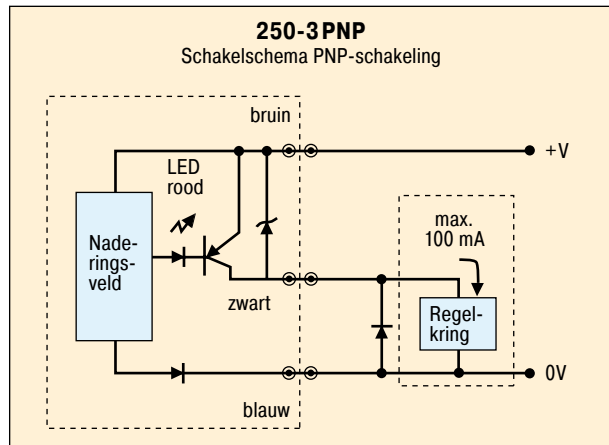 250-3 PNP
Schakelschema PNP-schakeling
bruin
+V
LED
rood
max.
100 mA
Nade-
rings-
veld
zwart
Regel-
kring
0V
blauw